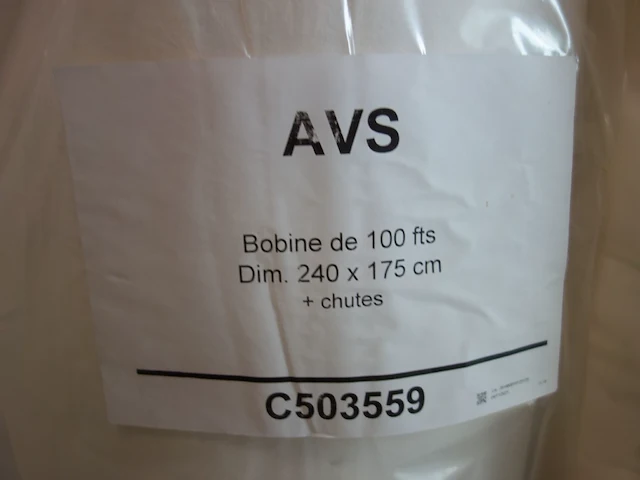 AVS
Bobine de 100 fts
Dim. 240 x 175 cm
+ chutes
C503559